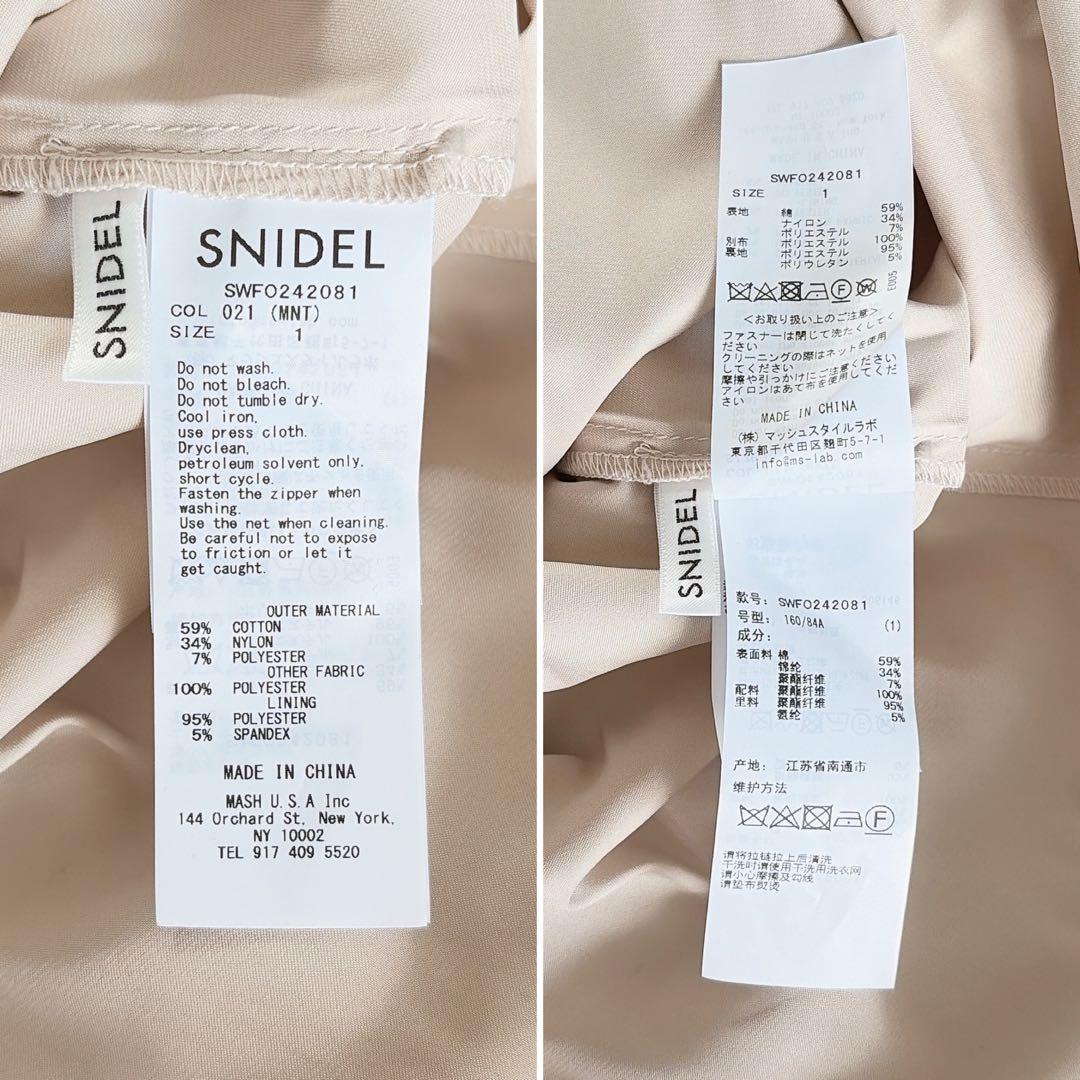 SNIDEL
SNIDEL
SWFO242081
COL 021 (MNT)
SIZE 1
Do not wash.
Do not bleach.
Do not tumble dry.
Cool iron,
use press cloth.
Dryclean,
petroleum solvent only.
short cycle.
Fasten the zipper when
washing.
Use the net when cleaning.
Be careful not to expose
to friction or let it
get caught.
OUTER MATERIAL
59% COTTON
34% NYLON
7% POLYESTER
OTHER FABRIC
100% POLYESTER
LINING
95% POLYESTER
5% SPANDEX
MADE IN CHINA
MASH U.S.A Inc
144 Orchard St, New York,
NY 10002
TEL 917 409 5520
SWFO242081
SIZE 1
表地 綿 59%
ナイロン 34%
ポリエステル 7%
別布 ポリエステル 100%
裏地 ポリエステル 95%
ポリウレタン 5%
E005
<お取り扱い上のご注意>
ファスナーは閉じて洗たくしてく
ださい
クリーニングの際はネットを使用
してください
摩擦や引っかけにご注意ください
アイロンはあて布を使用してくだ
さい
MADE IN CHINA
(株) マッシュスタイルラボ
東京都千代田区麹町5-7-1
info@ms-lab.com
SNIDEL
款号: SWFO242081
号型: 160/84A (1)
成分:
表面料 棉 59%
锦纶 34%
聚酯纤维 7%
配料 聚酯纤维 100%
里料 聚酯纤维 95%
氨纶 5%
产地: 江苏省南通市
维护方法
请将拉链拉上后清洗
干洗时请使用干洗用洗衣网
请小心摩擦及勾线
请垫布熨烫